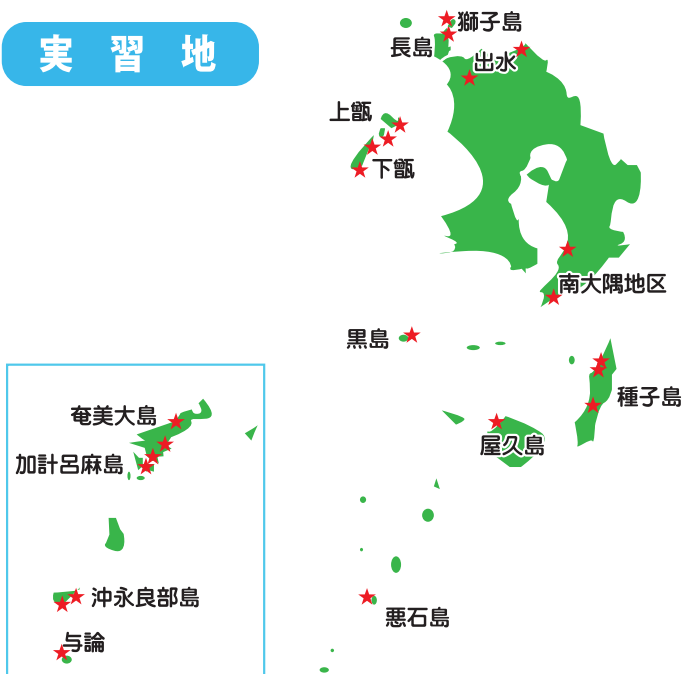 実習地
獅子島
長島
出水
上甑
下甑
南大隅地区
黒島
種子島
屋久島
奄美大島
加計呂麻島
沖永良部島
悪石島
与論